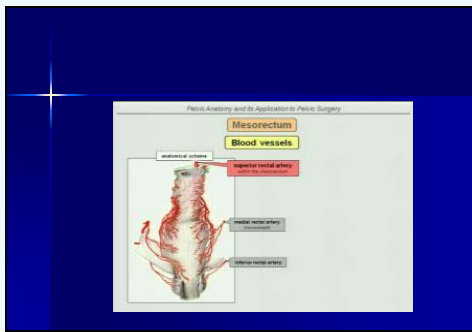 Pelvic Anatomy and its Application to Pelvic Surgery
Mesorectum
Blood vessels
anatomical scheme
superior rectal artery
within the mesorectum
medial rectal artery
(inconstant)
inferior rectal artery